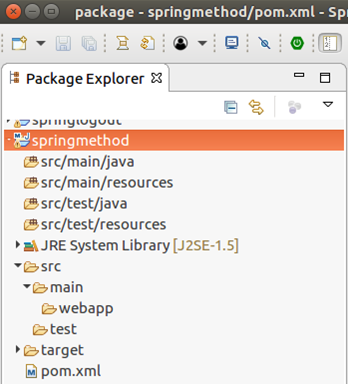 package - springmethod/pom.xml - Spr
Package Explorer
springlogout
springmethod
src/main/java
src/main/resources
src/test/java
src/test/resources
JRE System Library [J2SE-1.5]
src
main
webapp
test
target
pom.xml